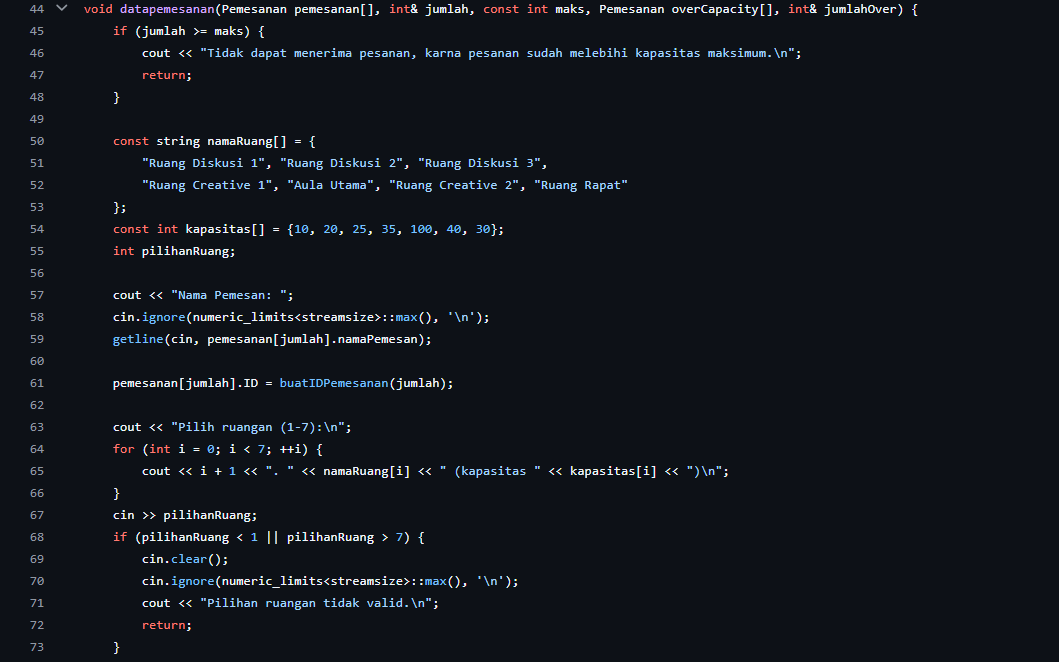 44 void datapemesanan(Pemesanan pemesanan[], int& jumlah, const int maks, Pemesanan overCapacity[], int& jumlahOver) {
45     if (jumlah >= maks) {
46         cout << "Tidak dapat menerima pesanan, karna pesanan sudah melebihi kapasitas maksimum.\n";
47         return;
48     }
49
50     const string namaRuang[] = {
51         "Ruang Diskusi 1", "Ruang Diskusi 2", "Ruang Diskusi 3",
52         "Ruang Creative 1", "Aula Utama", "Ruang Creative 2", "Ruang Rapat"
53     };
54     const int kapasitas[] = {10, 20, 25, 35, 100, 40, 30};
55     int pilihanRuang;
56
57     cout << "Nama Pemesan: ";
58     cin.ignore(numeric_limits<streamsize>::max(), '\n');
59     getline(cin, pemesanan[jumlah].namaPemesan);
60
61     pemesanan[jumlah].ID = buatIDPemesanan(jumlah);
62
63     cout << "Pilih ruangan (1-7):\n";
64     for (int i = 0; i < 7; ++i) {
65         cout << i + 1 << ". " << namaRuang[i] << " (kapasitas " << kapasitas[i] << ")\n";
66     }
67     cin >> pilihanRuang;
68     if (pilihanRuang < 1 || pilihanRuang > 7) {
69         cin.clear();
70         cin.ignore(numeric_limits<streamsize>::max(), '\n');
71         cout << "Pilihan ruangan tidak valid.\n";
72         return;
73     }